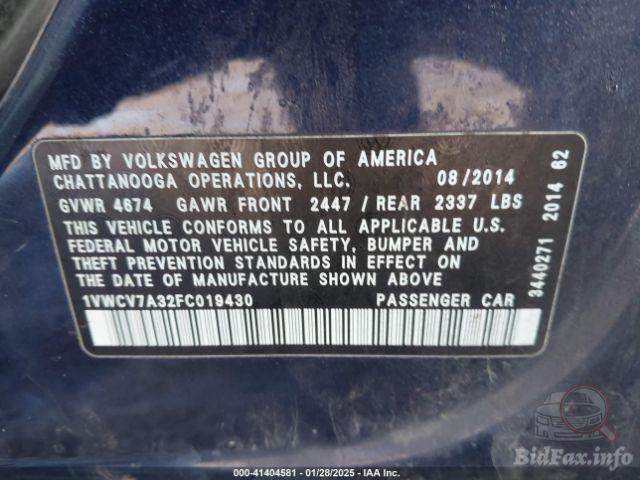 MFD BY VOLKSWAGEN GROUP OF AMERICA
CHATTANOOGA OPERATIONS, LLC. 08/2014
GVWR 4674 GAWR FRONT 2447 / REAR 2337 LBS
THIS VEHICLE CONFORMS TO ALL APPLICABLE U.S.
FEDERAL MOTOR VEHICLE SAFETY, BUMPER AND
THEFT PREVENTION STANDARDS IN EFFECT ON
THE DATE OF MANUFACTURE SHOWN ABOVE
1VWCV7A32FC019430 PASSENGER CAR
3440271 2014 62
000-41404581 - 01/28/2025 - IAA Inc.
BidFax.info